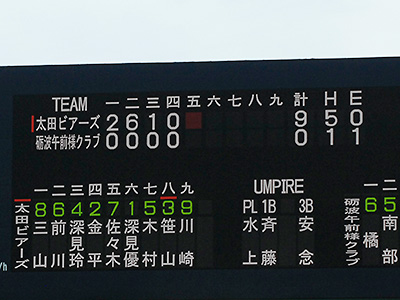 TEAM 一 二 三 四 五 六 七 八 九 計 H E
太田ビアーズ 2 6 1 0 9 5 0
砺波午前様クラブ 0 0 0 0 0 1 1
一 二 三 四 五 六 七 八 九
太田ビアーズ
8 6 4 2 7 1 5 3 9
三山
前川
深見玲
金平
佐々木
深見優
木村
笹山
川崎
UMPIRE
PL 1B 3B
水上
斉藤
安念
一 二
砺波午前様クラブ
6 5
橘
南部